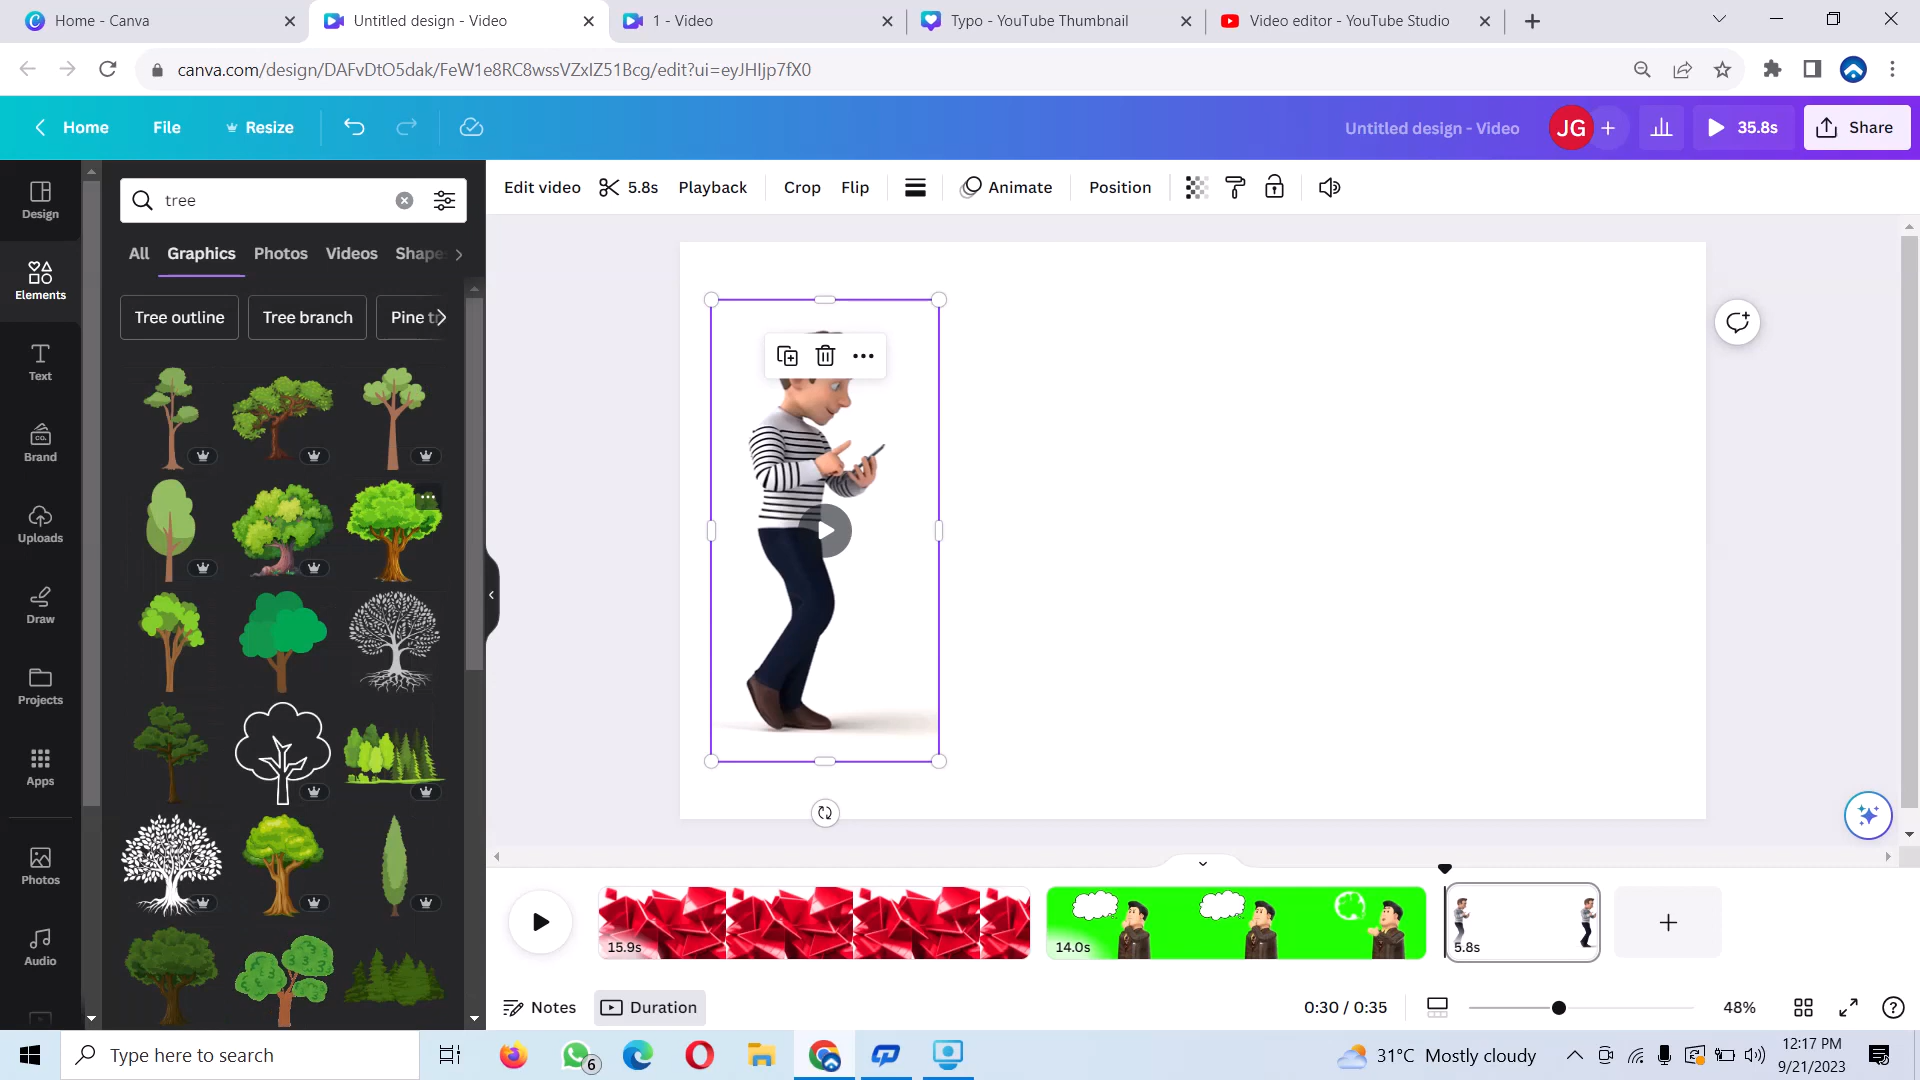 Home - Canva
Untitled design - Video
1 - Video
Typo - YouTube Thumbnail
Video editor - YouTube Studio
canva.com/design/DAFvDtO5dak/FeW1e8RC8wssVZxIZ51Bcg/edit?ui=eyJHIjp7fX0
Home
File
Resize
Untitled design - Video
JG
35.8s
Share
Design
Elements
Text
Brand
Uploads
Draw
Projects
Apps
Photos
Audio
tree
All
Graphics
Photos
Videos
Shape
Tree outline
Tree branch
Pine tr
Edit video
5.8s
Playback
Crop
Flip
Animate
Position
15.9s
14.0s
5.8s
Notes
Duration
0:30 / 0:35
48%
Type here to search
6
31°C Mostly cloudy
12:17 PM
9/21/2023